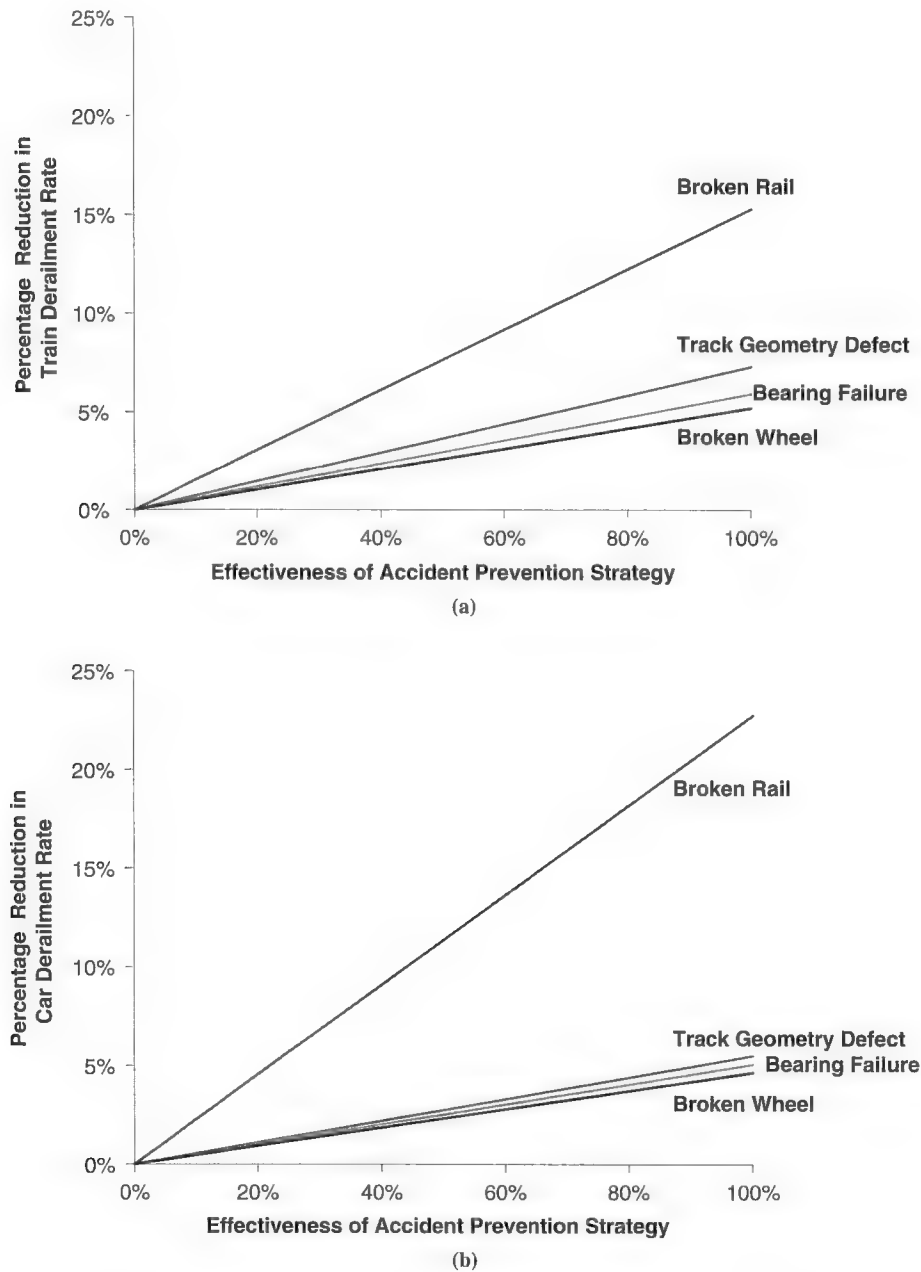 25%
20%
15%
10%
5%
0%
Percentage Reduction in
Train Derailment Rate
Broken Rail
Track Geometry Defect
Bearing Failure
Broken Wheel
0%
20%
40%
60%
80%
100%
Effectiveness of Accident Prevention Strategy
(a)
25%
20%
15%
10%
5%
0%
Percentage Reduction in
Car Derailment Rate
Broken Rail
Track Geometry Defect
Bearing Failure
Broken Wheel
0%
20%
40%
60%
80%
100%
Effectiveness of Accident Prevention Strategy
(b)